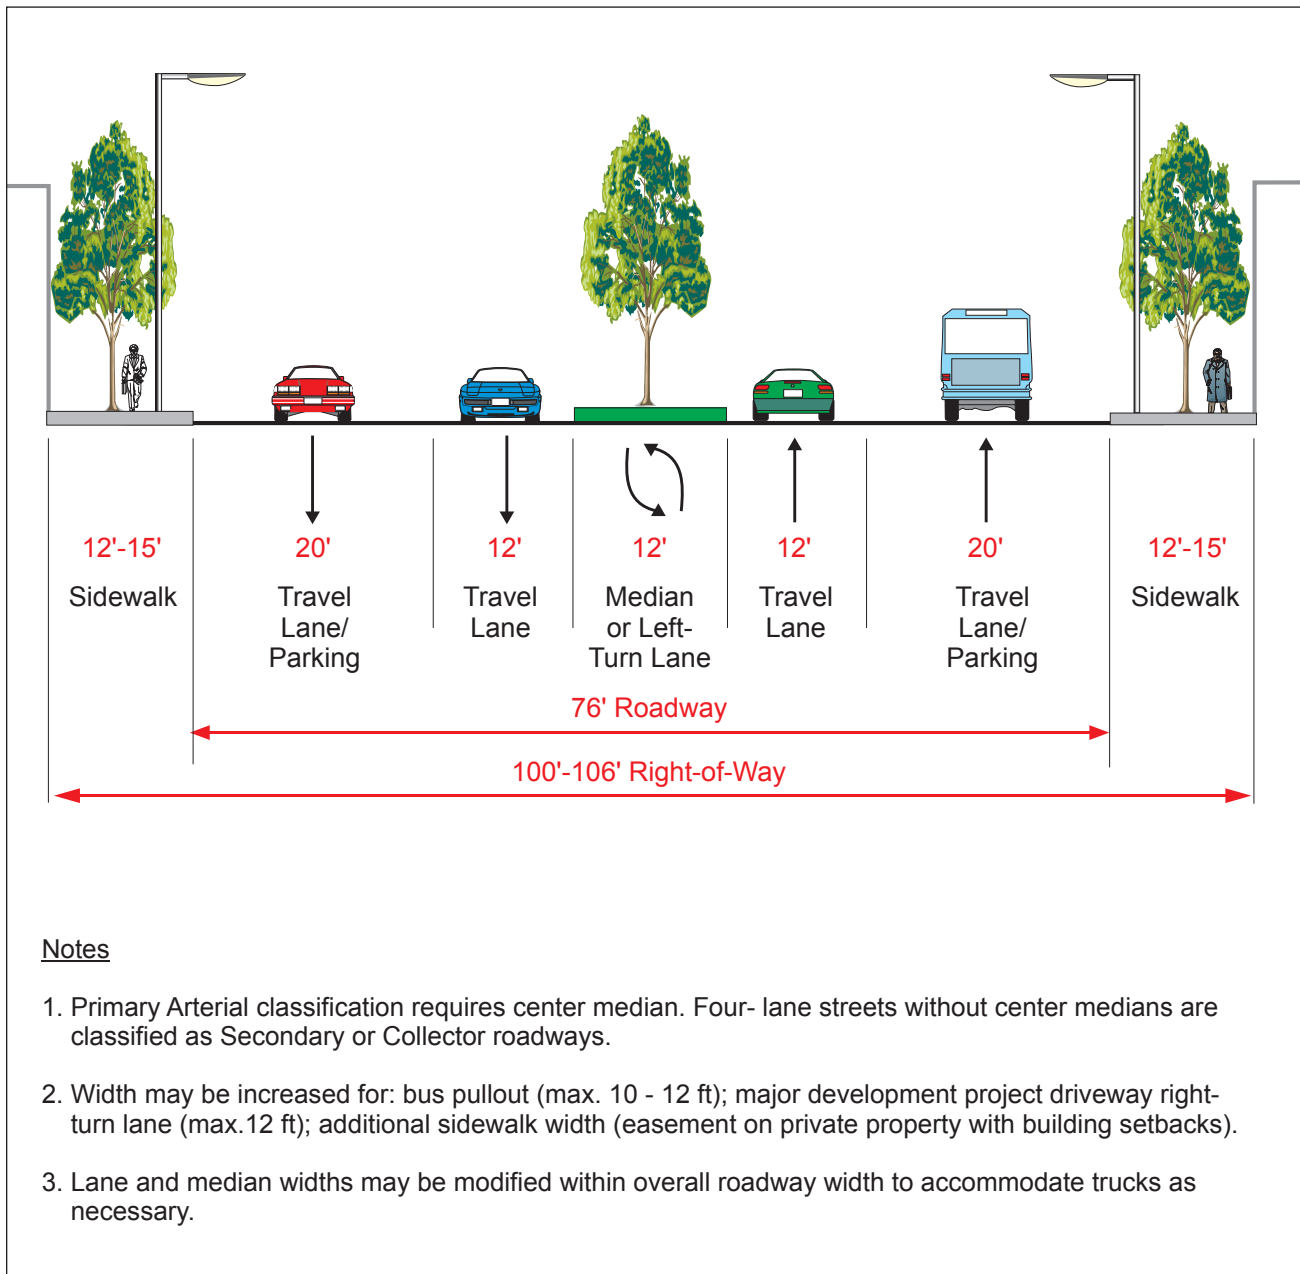 12'-15'
20'
12'
12'
12'
20'
12'-15'
Sidewalk
Travel
Lane/
Parking
Travel
Lane
Median
or Left-
Turn Lane
Travel
Lane
Travel
Lane/
Parking
Sidewalk
76' Roadway
100'-106' Right-of-Way
Notes
1. Primary Arterial classification requires center median. Four- lane streets without center medians are
classified as Secondary or Collector roadways.
2. Width may be increased for: bus pullout (max. 10 - 12 ft); major development project driveway right-
turn lane (max.12 ft); additional sidewalk width (easement on private property with building setbacks).
3. Lane and median widths may be modified within overall roadway width to accommodate trucks as
necessary.